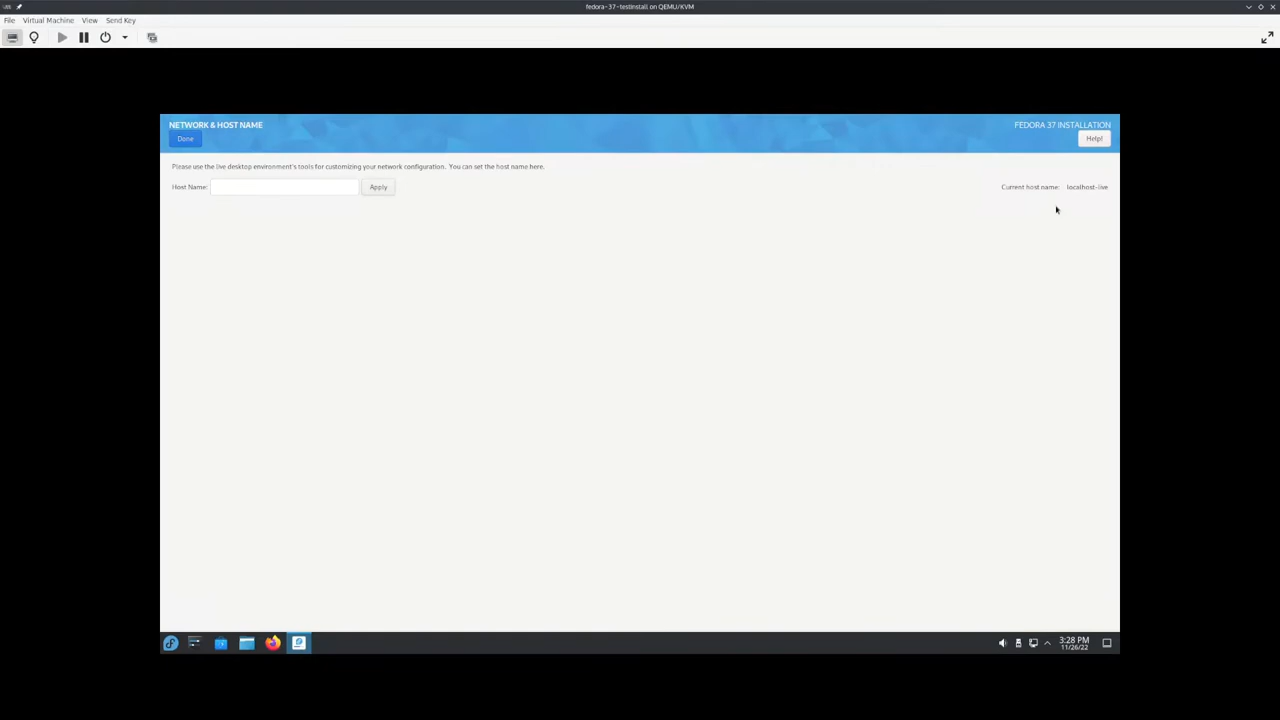 fedora-37-testinstall on QEMU/KVM
File Virtual Machine View Send Key
NETWORK & HOST NAME
FEDORA 37 INSTALLATION
Done
Help!
Please use the live desktop environment's tools for customizing your network configuration. You can set the host name here.
Host Name:
Apply
Current host name: localhost-live
3:28 PM
11/26/22